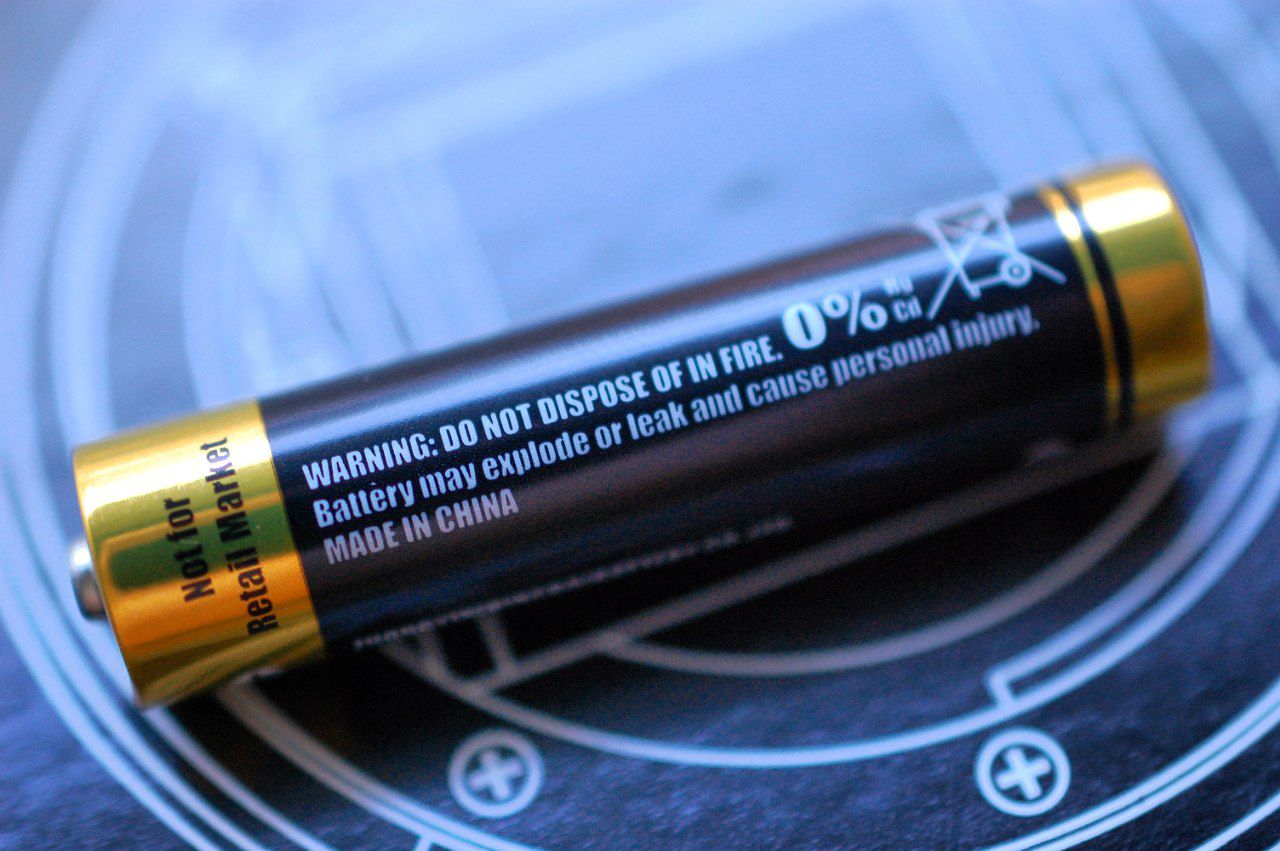 Not for
Retail Market
WARNING: DO NOT DISPOSE OF IN FIRE. 0% Hg
Cd
Battery may explode or leak and cause personal injury.
MADE IN CHINA